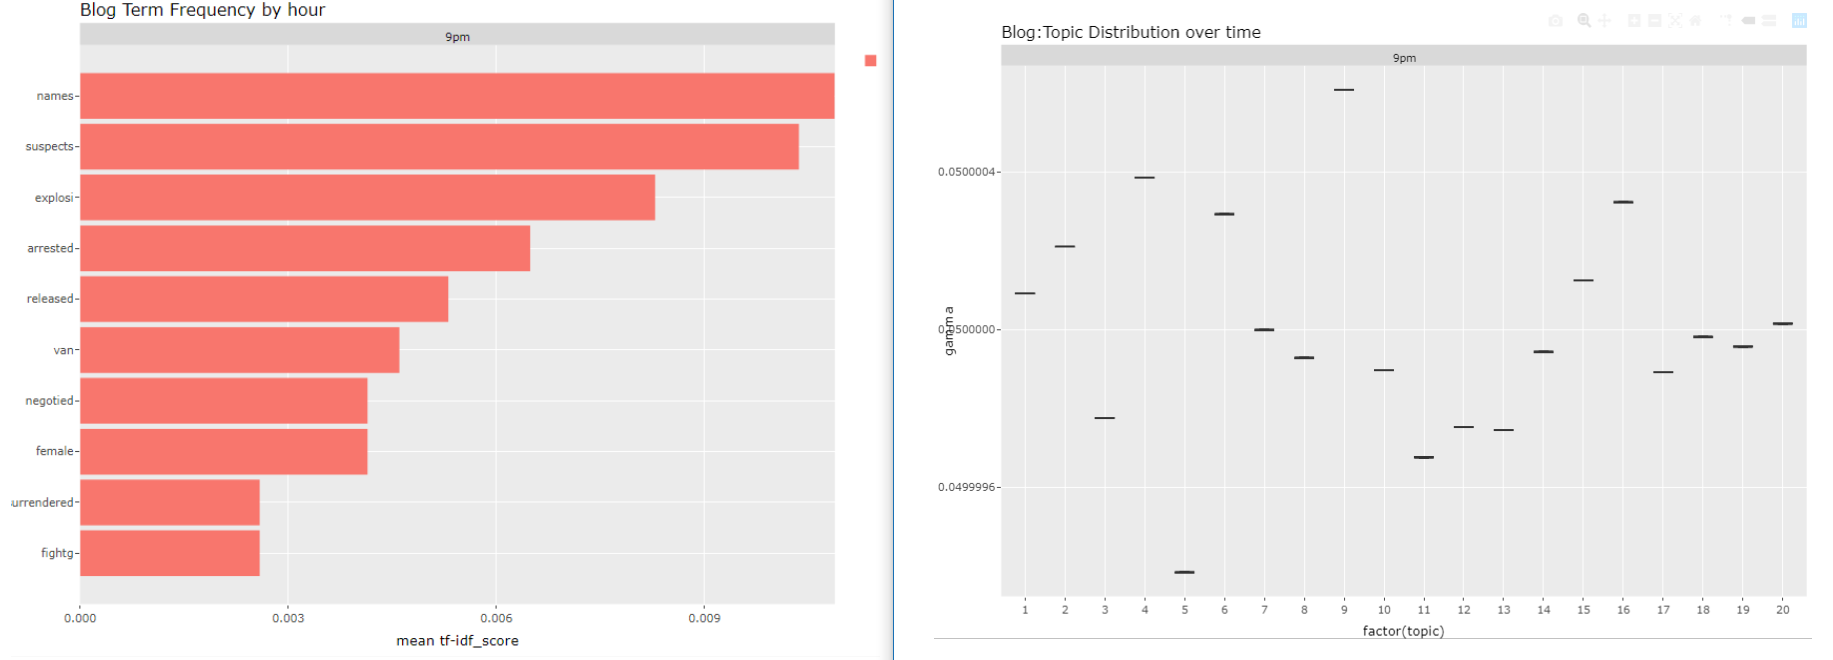 Blog Term Frequency by hour
9pm
names
suspects
explosi
arrested
released
van
negotied
female
urrendered
fightg
0.000 0.003 0.006 0.009
mean tf-idf_score
Blog:Topic Distribution over time
9pm
0.0500004
0.0500000
0.0499996
gamma
1 2 3 4 5 6 7 8 9 10 11 12 13 14 15 16 17 18 19 20
factor(topic)